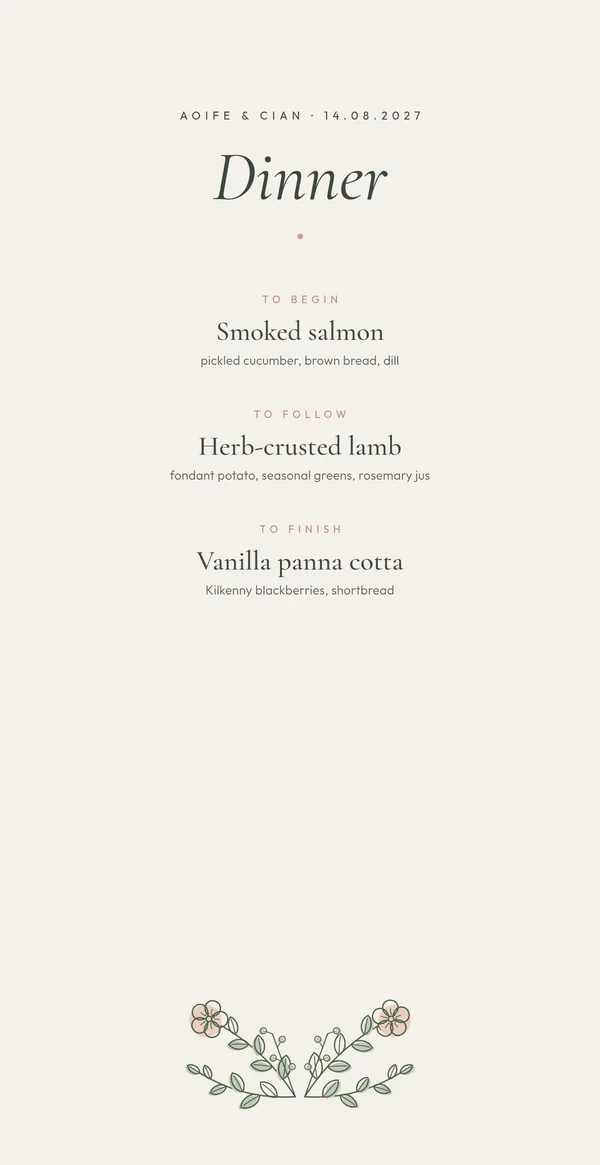 AOIFE & CIAN · 14.08.2027
Dinner
TO BEGIN
Smoked salmon
pickled cucumber, brown bread, dill
TO FOLLOW
Herb-crusted lamb
fondant potato, seasonal greens, rosemary jus
TO FINISH
Vanilla panna cotta
Kilkenny blackberries, shortbread